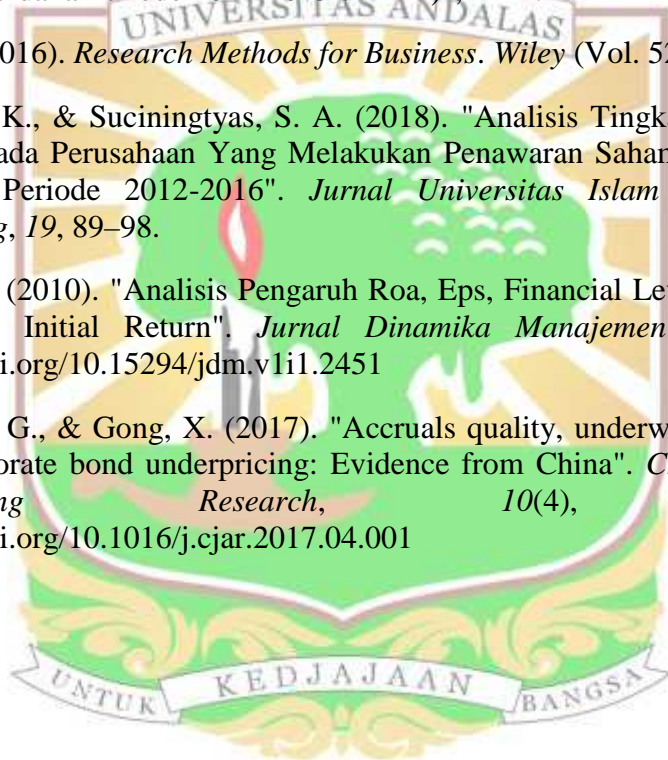 UNIVERSITAS ANDALAS
016). Research Methods for Business. Wiley (Vol. 52
K., & Suciningtyas, S. A. (2018). "Analisis Tingk
ada Perusahaan Yang Melakukan Penawaran Saham
Periode 2012-2016". Jurnal Universitas Islam
g, 19, 89–98.
(2010). "Analisis Pengaruh Roa, Eps, Financial Le
Initial Return". Jurnal Dinamika Manajemen
i.org/10.15294/jdm.v1i1.2451
G., & Gong, X. (2017). "Accruals quality, underw
orate bond underpricing: Evidence from China". C
ng Research, 10(4),
i.org/10.1016/j.cjar.2017.04.001
UNTUK KEDJAJAAN BANGSA